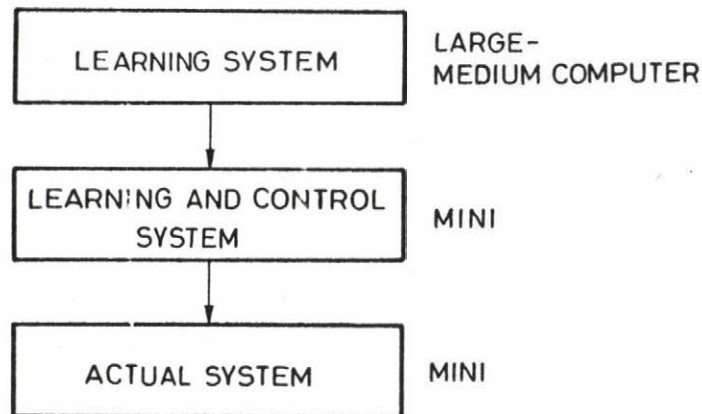 LEARNING SYSTEM
LARGE-
MEDIUM COMPUTER
LEARNING AND CONTROL
SYSTEM
MINI
ACTUAL SYSTEM
MINI